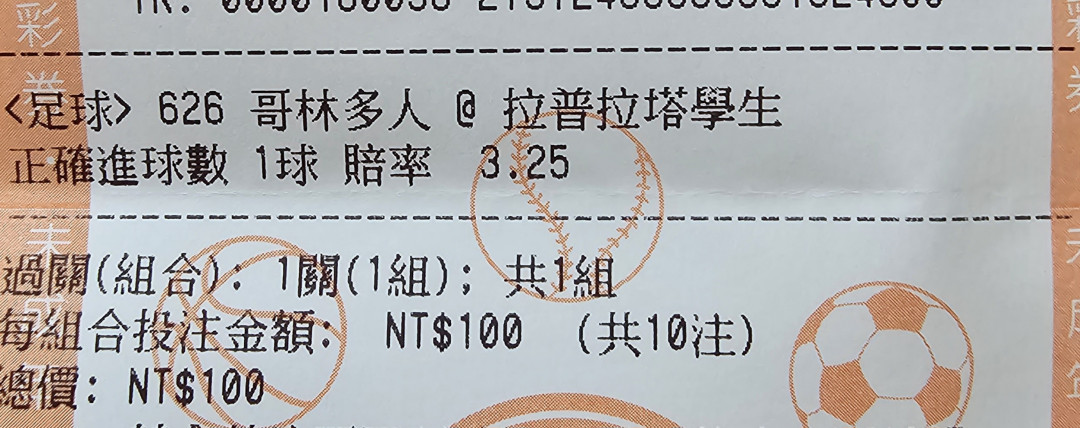 <足球> 626 哥林多人 @ 拉普拉塔學生
正確進球數 1球 賠率 3.25
過關(組合): 1關(1組); 共1組
每組合投注金額: NT$100 (共10注)
總價: NT$100